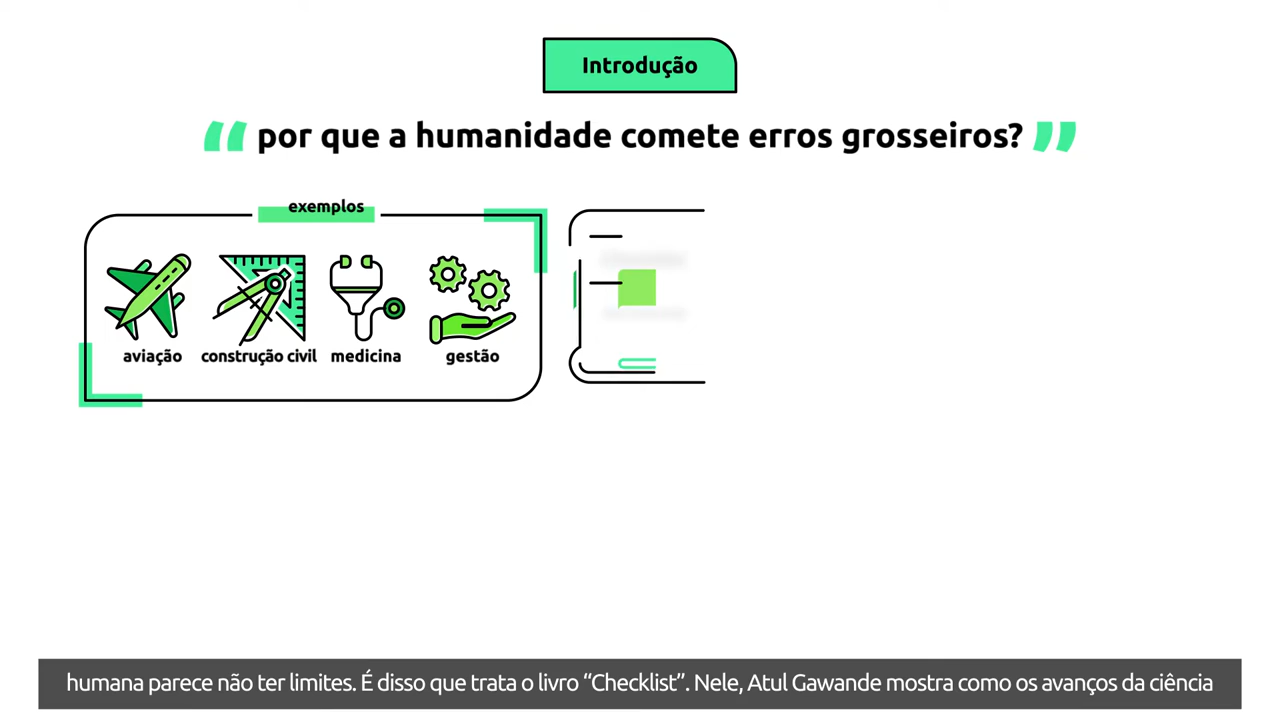 Introdução
“por que a humanidade comete erros grosseiros?”
exemplos
aviação
construção civil
medicina
gestão
humana parece não ter limites. É disso que trata o livro “Checklist”. Nele, Atul Gawande mostra como os avanços da ciência